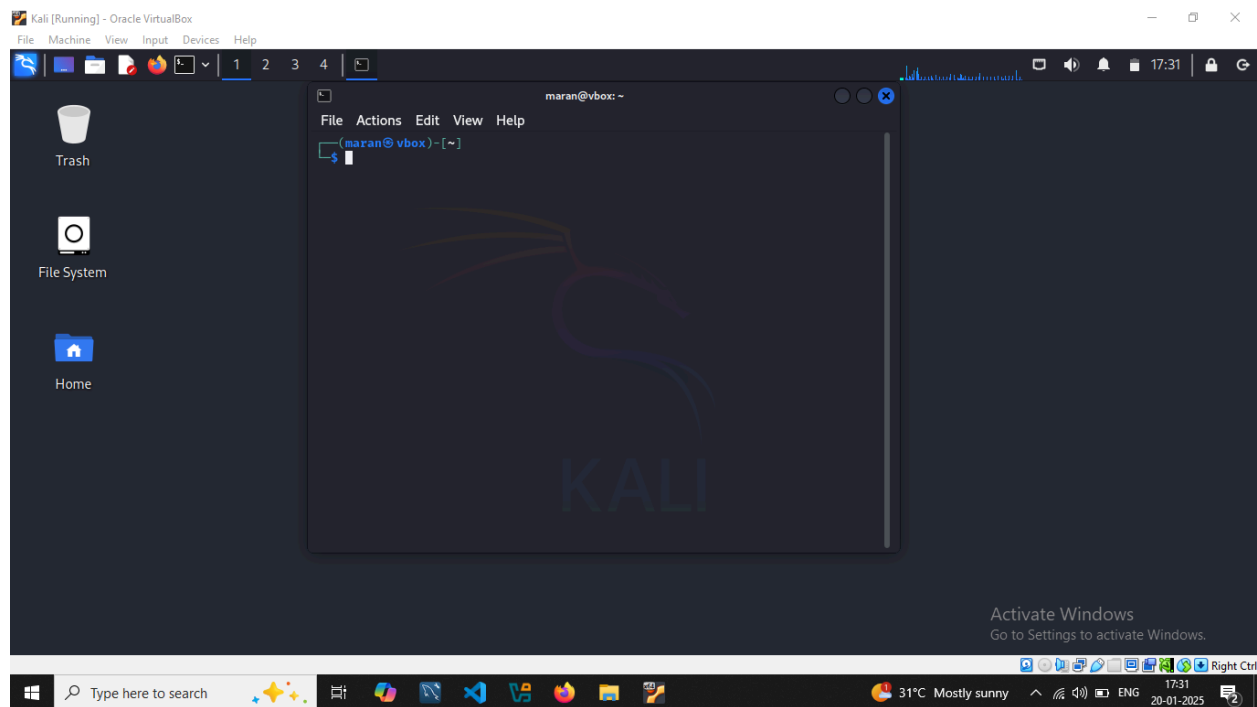 Kali [Running] - Oracle VirtualBox
File Machine View Input Devices Help
1 2 3 4 17:31
maran@vbox: ~
File Actions Edit View Help
┌──(maran㉿vbox)-[~]
└─$
Trash
File System
Home
KALI
Activate Windows
Go to Settings to activate Windows.
Right Ctrl
Type here to search
31°C Mostly sunny
ENG
17:31
20-01-2025
2